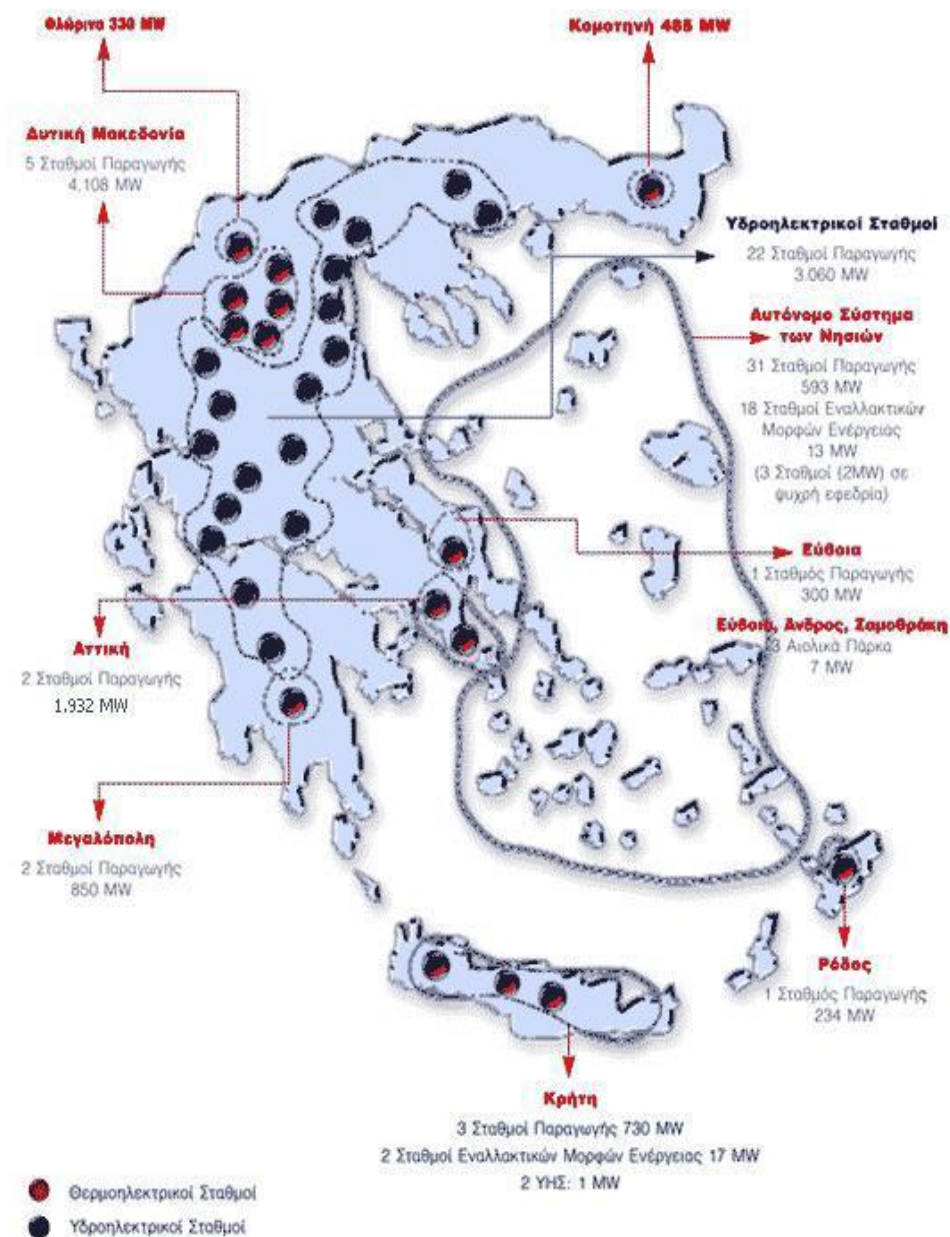 Φλώρινα 330 MW
Κομοτηνή 485 MW
Δυτική Μακεδονία
5 Σταθμοί Παραγωγής
4.108 MW
Υδροηλεκτρικοί Σταθμοί
22 Σταθμοί Παραγωγής
3.060 MW
Αυτόνομο Σύστημα
των Νησιών
31 Σταθμοί Παραγωγής
593 MW
18 Σταθμοί Εναλλακτικών
Μορφών Ενέργειας
13 MW
(3 Σταθμοί (2MW) σε
ψυχρή εφεδρία)
Εύβοια
1 Σταθμός Παραγωγής
300 MW
Εύβοια, Ανδρος, Σαμοθράκη
3 Αιολικά Πάρκα
7 MW
Αττική
2 Σταθμοί Παραγωγής
1.932 MW
Μεγαλόπολη
2 Σταθμοί Παραγωγής
850 MW
Ρόδος
1 Σταθμός Παραγωγής
234 MW
Κρήτη
3 Σταθμοί Παραγωγής 730 MW
2 Σταθμοί Εναλλακτικών Μορφών Ενέργειας 17 MW
2 ΥΗΣ: 1 MW
Θερμοηλεκτρικοί Σταθμοί
Υδροηλεκτρικοί Σταθμοί